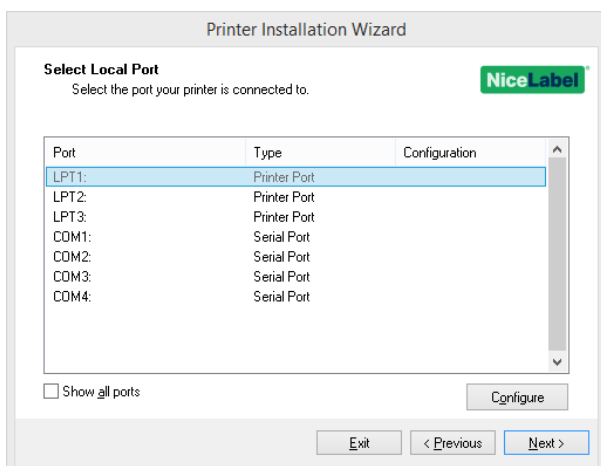 Printer Installation Wizard
Select Local Port
Select the port your printer is connected to.
NiceLabel
Port Type Configuration
LPT1: Printer Port
LPT2: Printer Port
LPT3: Printer Port
COM1: Serial Port
COM2: Serial Port
COM3: Serial Port
COM4: Serial Port
Show all ports
Configure
Exit < Previous Next >